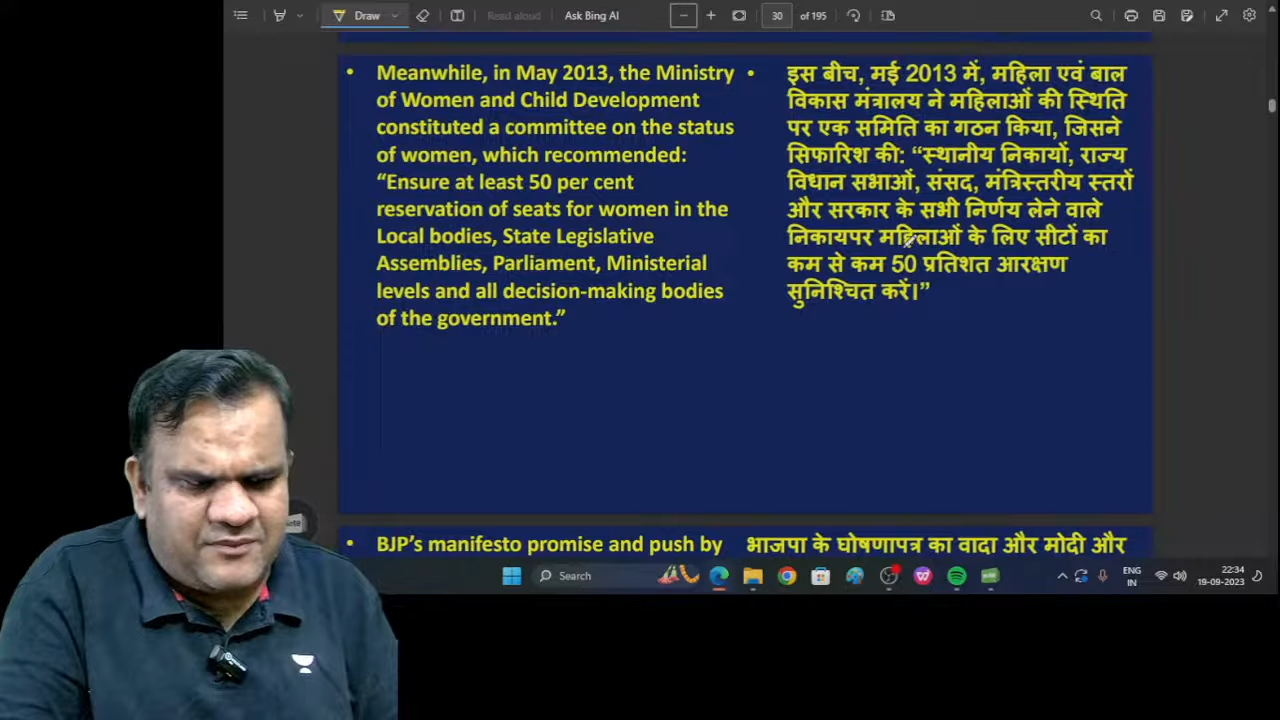 Draw
Read aloud
Ask Bing AI
30
of 195
Meanwhile, in May 2013, the Ministry
of Women and Child Development
constituted a committee on the status
of women, which recommended:
“Ensure at least 50 per cent
reservation of seats for women in the
Local bodies, State Legislative
Assemblies, Parliament, Ministerial
levels and all decision-making bodies
of the government.”
इस बीच, मई 2013 में, महिला एवं बाल
विकास मंत्रालय ने महिलाओं की स्थिति
पर एक समिति का गठन किया, जिसने
सिफारिश की: “स्थानीय निकायों, राज्य
विधान सभाओं, संसद, मंत्रिस्तरीय स्तरों
और सरकार के सभी निर्णय लेने वाले
निकायपर महिलाओं के लिए सीटों का
कम से कम 50 प्रतिशत आरक्षण
सुनिश्चित करें।”
BJP’s manifesto promise and push by
भाजपा के घोषणापत्र का वादा और मोदी और
Search
ENG
IN
22:34
19-09-2023